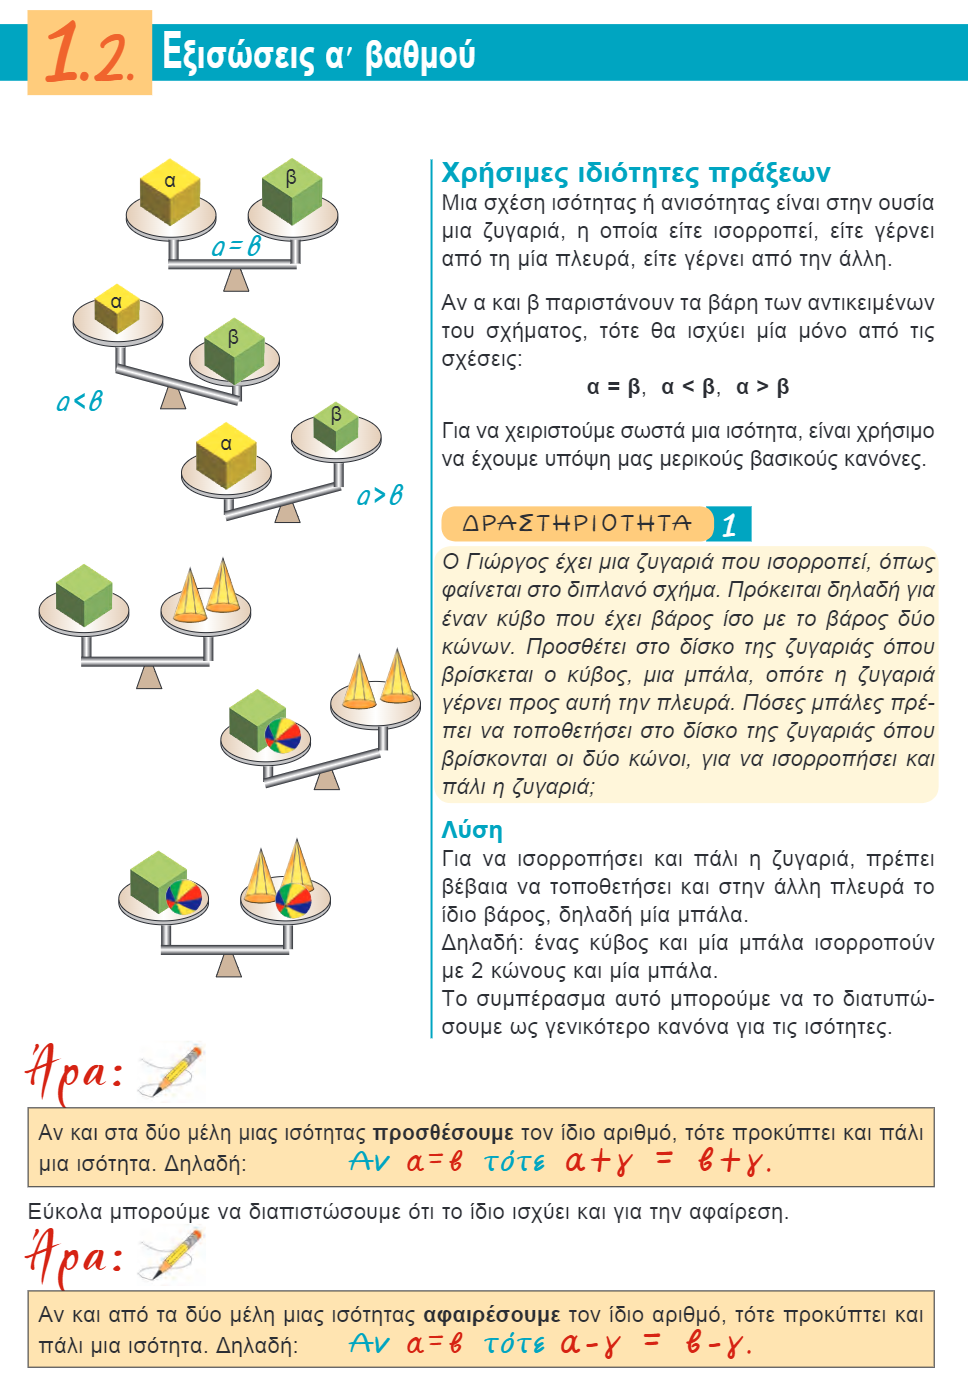 1.2. Εξισώσεις α′ βαθμού
α
β
α = β
α
β
α < β
β
α
α > β
Χρήσιμες ιδιότητες πράξεων
Μια σχέση ισότητας ή ανισότητας είναι στην ουσία
μια ζυγαριά, η οποία είτε ισορροπεί, είτε γέρνει
από τη μία πλευρά, είτε γέρνει από την άλλη.
Αν α και β παριστάνουν τα βάρη των αντικειμένων
του σχήματος, τότε θα ισχύει μία μόνο από τις
σχέσεις:
α = β, α < β, α > β
Για να χειριστούμε σωστά μια ισότητα, είναι χρήσιμο
να έχουμε υπόψη μας μερικούς βασικούς κανόνες.
ΔΡΑΣΤΗΡΙΟΤΗΤΑ 1
Ο Γιώργος έχει μια ζυγαριά που ισορροπεί, όπως
φαίνεται στο διπλανό σχήμα. Πρόκειται δηλαδή για
έναν κύβο που έχει βάρος ίσο με το βάρος δύο
κώνων. Προσθέτει στο δίσκο της ζυγαριάς όπου
βρίσκεται ο κύβος, μια μπάλα, οπότε η ζυγαριά
γέρνει προς αυτή την πλευρά. Πόσες μπάλες πρέ-
πει να τοποθετήσει στο δίσκο της ζυγαριάς όπου
βρίσκονται οι δύο κώνοι, για να ισορροπήσει και
πάλι η ζυγαριά;
Λύση
Για να ισορροπήσει και πάλι η ζυγαριά, πρέπει
βέβαια να τοποθετήσει και στην άλλη πλευρά το
ίδιο βάρος, δηλαδή μία μπάλα.
Δηλαδή: ένας κύβος και μία μπάλα ισορροπούν
με 2 κώνους και μία μπάλα.
Το συμπέρασμα αυτό μπορούμε να το διατυπώ-
σουμε ως γενικότερο κανόνα για τις ισότητες.
Άρα:
Αν και στα δύο μέλη μιας ισότητας προσθέσουμε τον ίδιο αριθμό, τότε προκύπτει και πάλι
μια ισότητα. Δηλαδή: Αν α = β τότε α + γ = β + γ.
Εύκολα μπορούμε να διαπιστώσουμε ότι το ίδιο ισχύει και για την αφαίρεση.
Άρα:
Αν και από τα δύο μέλη μιας ισότητας αφαιρέσουμε τον ίδιο αριθμό, τότε προκύπτει και
πάλι μια ισότητα. Δηλαδή: Αν α = β τότε α - γ = β - γ.